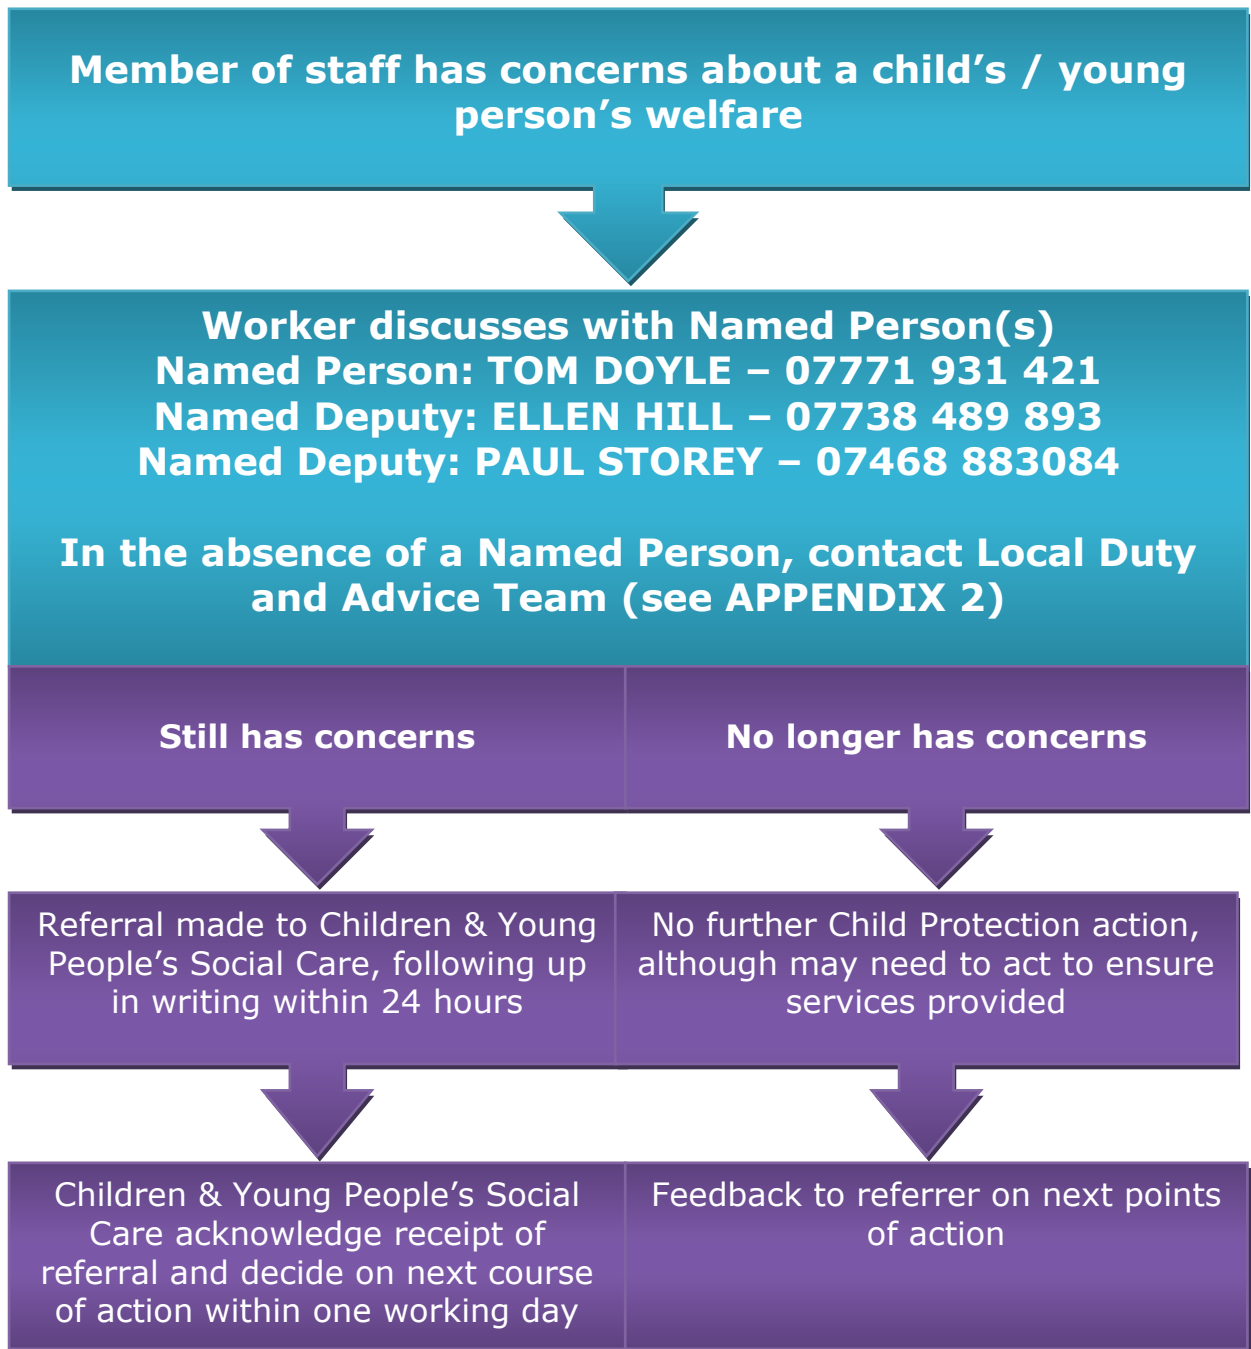 Member of staff has concerns about a child’s / young
person’s welfare
Worker discusses with Named Person(s)
Named Person: TOM DOYLE – 07771 931 421
Named Deputy: ELLEN HILL – 07738 489 893
Named Deputy: PAUL STOREY – 07468 883084
In the absence of a Named Person, contact Local Duty
and Advice Team (see APPENDIX 2)
Still has concerns
No longer has concerns
Referral made to Children & Young
People’s Social Care, following up
in writing within 24 hours
No further Child Protection action,
although may need to act to ensure
services provided
Children & Young People’s Social
Care acknowledge receipt of
referral and decide on next course
of action within one working day
Feedback to referrer on next points
of action